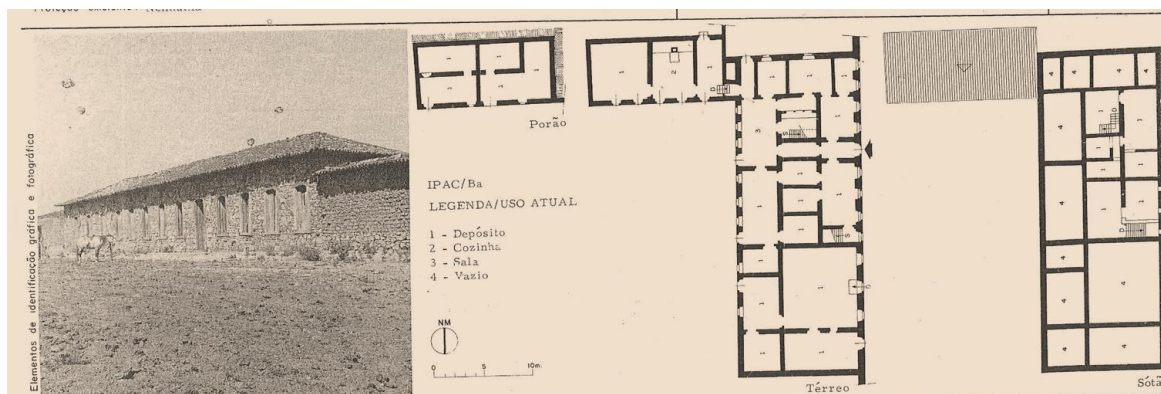 Nenhuma
Elementos de identificação gráfica e fotográfica
Porão
IPAC/Ba
LEGENDA/USO ATUAL
1 - Depósito
2 - Cozinha
3 - Sala
4 - Vazio
NM
0 5 10m.
Térreo
Sótã